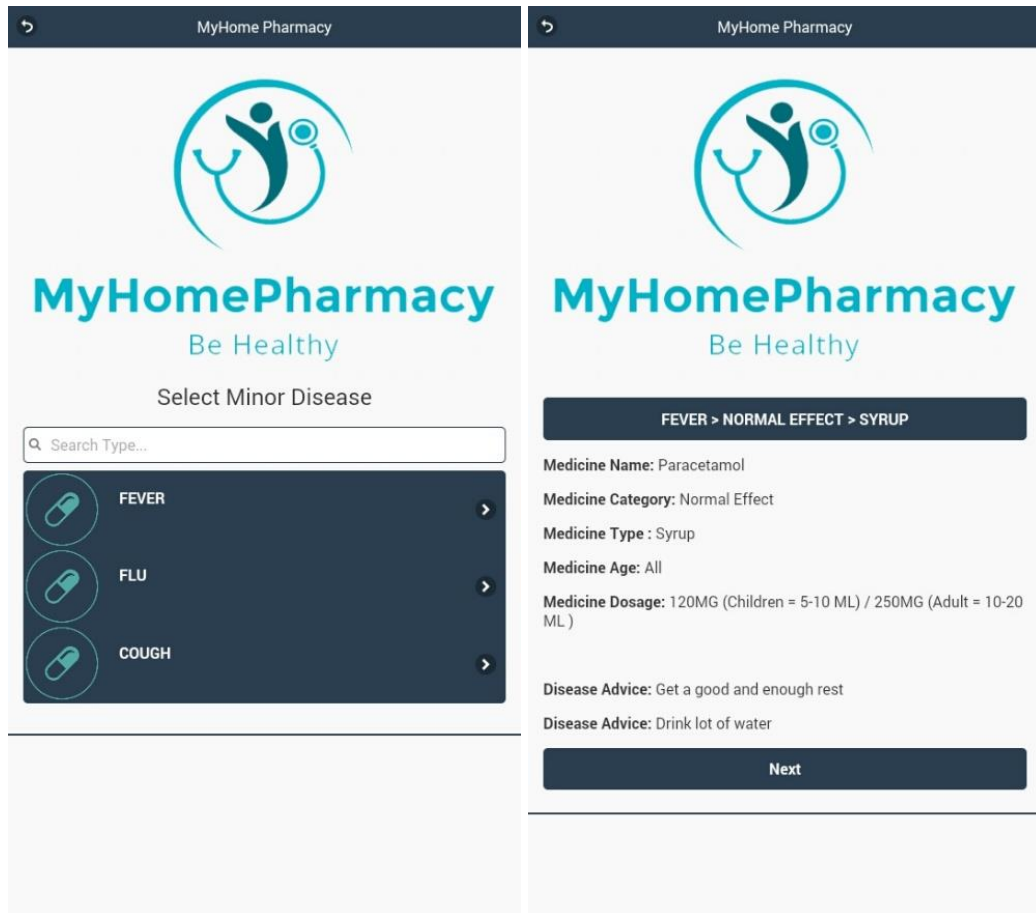 MyHome Pharmacy
MyHomePharmacy
Be Healthy
Select Minor Disease
Search Type...
FEVER
FLU
COUGH
MyHome Pharmacy
MyHomePharmacy
Be Healthy
FEVER > NORMAL EFFECT > SYRUP
Medicine Name: Paracetamol
Medicine Category: Normal Effect
Medicine Type : Syrup
Medicine Age: All
Medicine Dosage: 120MG (Children = 5-10 ML) / 250MG (Adult = 10-20
ML )
Disease Advice: Get a good and enough rest
Disease Advice: Drink lot of water
Next